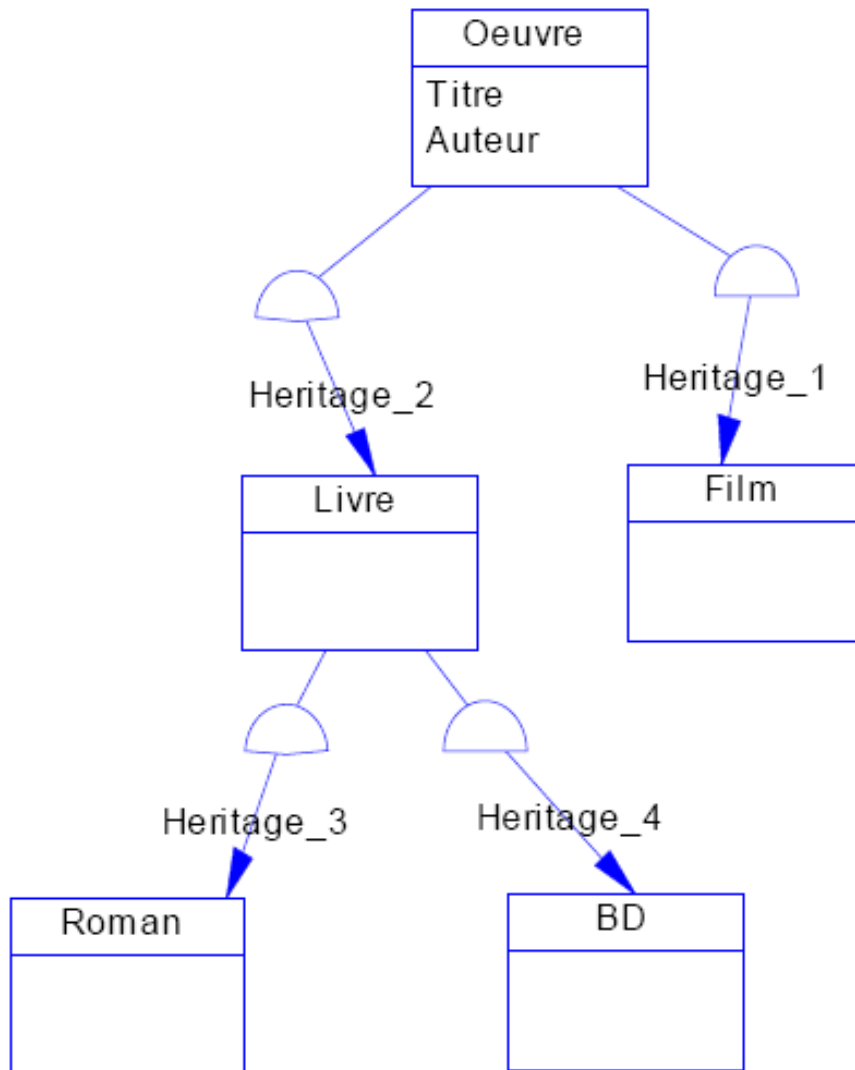 Oeuvre
Titre
Auteur
Heritage_2
Heritage_1
Livre
Film
Heritage_3
Heritage_4
Roman
BD